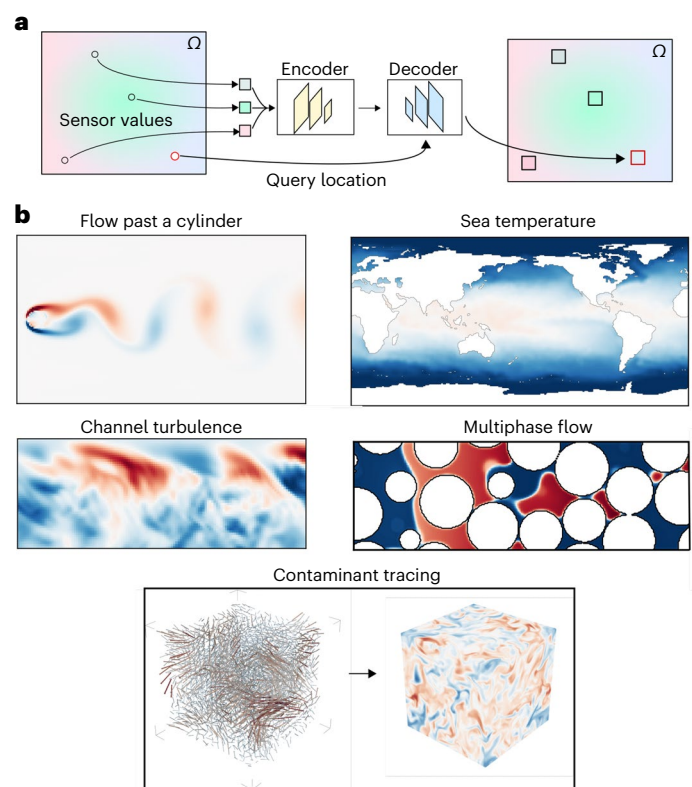 a
Ω
Ω
Encoder
Decoder
Sensor values
Query location
b
Flow past a cylinder
Sea temperature
Channel turbulence
Multiphase flow
Contaminant tracing